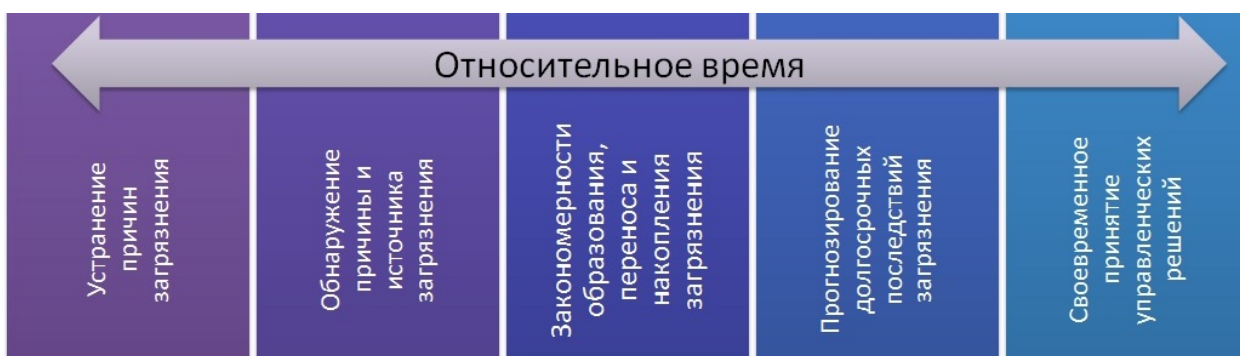 Относительное время
Устранение
причин
загрязнения
Обнаружение
причины и
источника
загрязнения
Закономерности
образования,
переноса и
накопления
загрязнения
Прогнозирование
долгосрочных
последствий
загрязнения
Своевременное
принятие
управленческих
решений